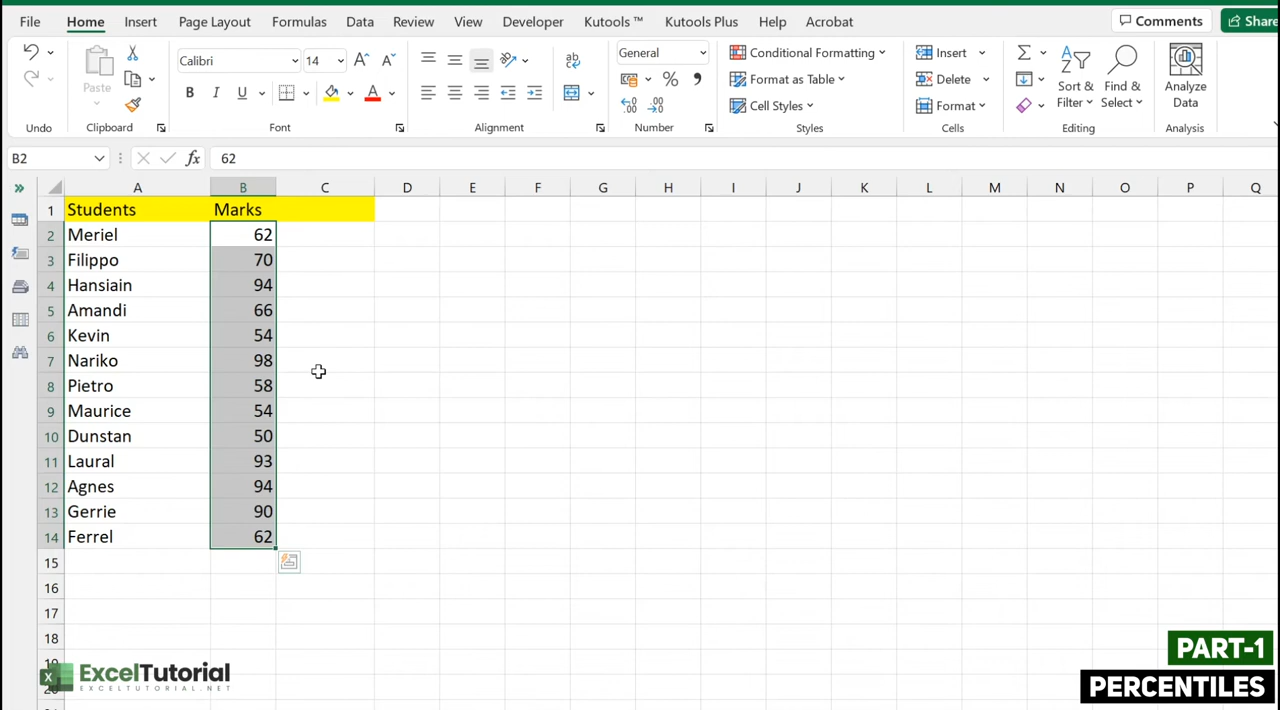 File Home Insert Page Layout Formulas Data Review View Developer Kutools ™ Kutools Plus Help Acrobat Comments Share
Calibri 14 General Conditional Formatting Insert
Paste Format as Table Delete Sort & Find & Analyze
B I U A Cell Styles Format Filter Select Data
Undo Clipboard Font Alignment Number Styles Cells Editing Analysis
B2 fx 62
A B C D E F G H I J K L M N O P Q
1 Students Marks
2 Meriel 62
3 Filippo 70
4 Hansiain 94
5 Amandi 66
6 Kevin 54
7 Nariko 98
8 Pietro 58
9 Maurice 54
10 Dunstan 50
11 Laural 93
12 Agnes 94
13 Gerrie 90
14 Ferrel 62
15
16
17
18
PART-1
X ExcelTutorial
EXCELTUTORIAL.NET
PERCENTILES